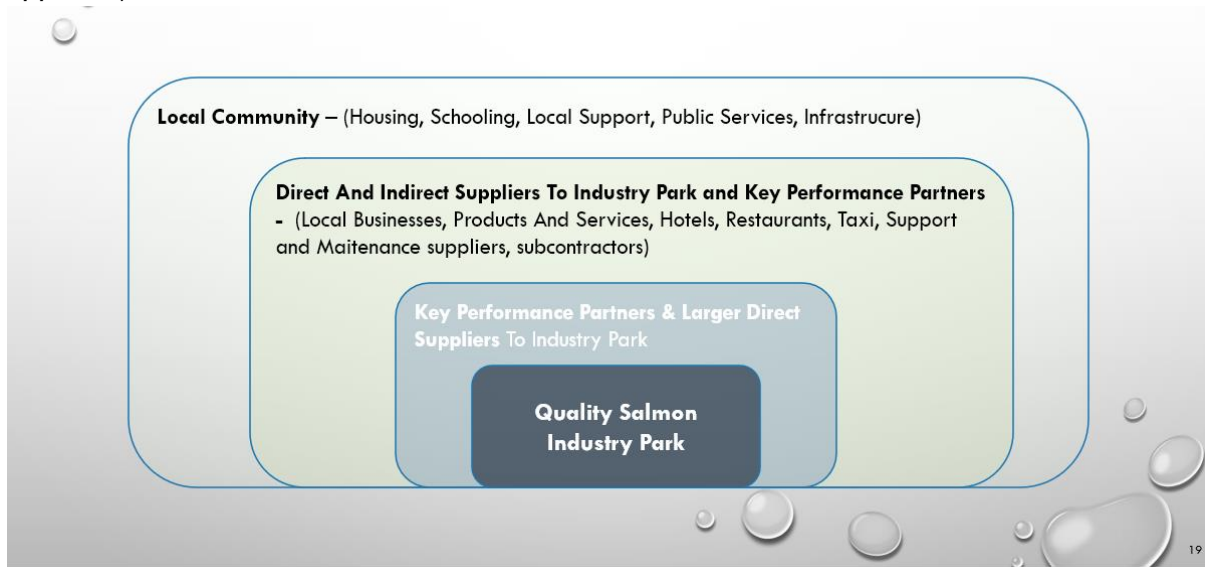 Local Community – (Housing, Schooling, Local Support, Public Services, Infrastrucure)
Direct And Indirect Suppliers To Industry Park and Key Performance Partners
- (Local Businesses, Products And Services, Hotels, Restaurants, Taxi, Support
and Maitenance suppliers, subcontractors)
Key Performance Partners & Larger Direct
Suppliers To Industry Park
Quality Salmon
Industry Park
19